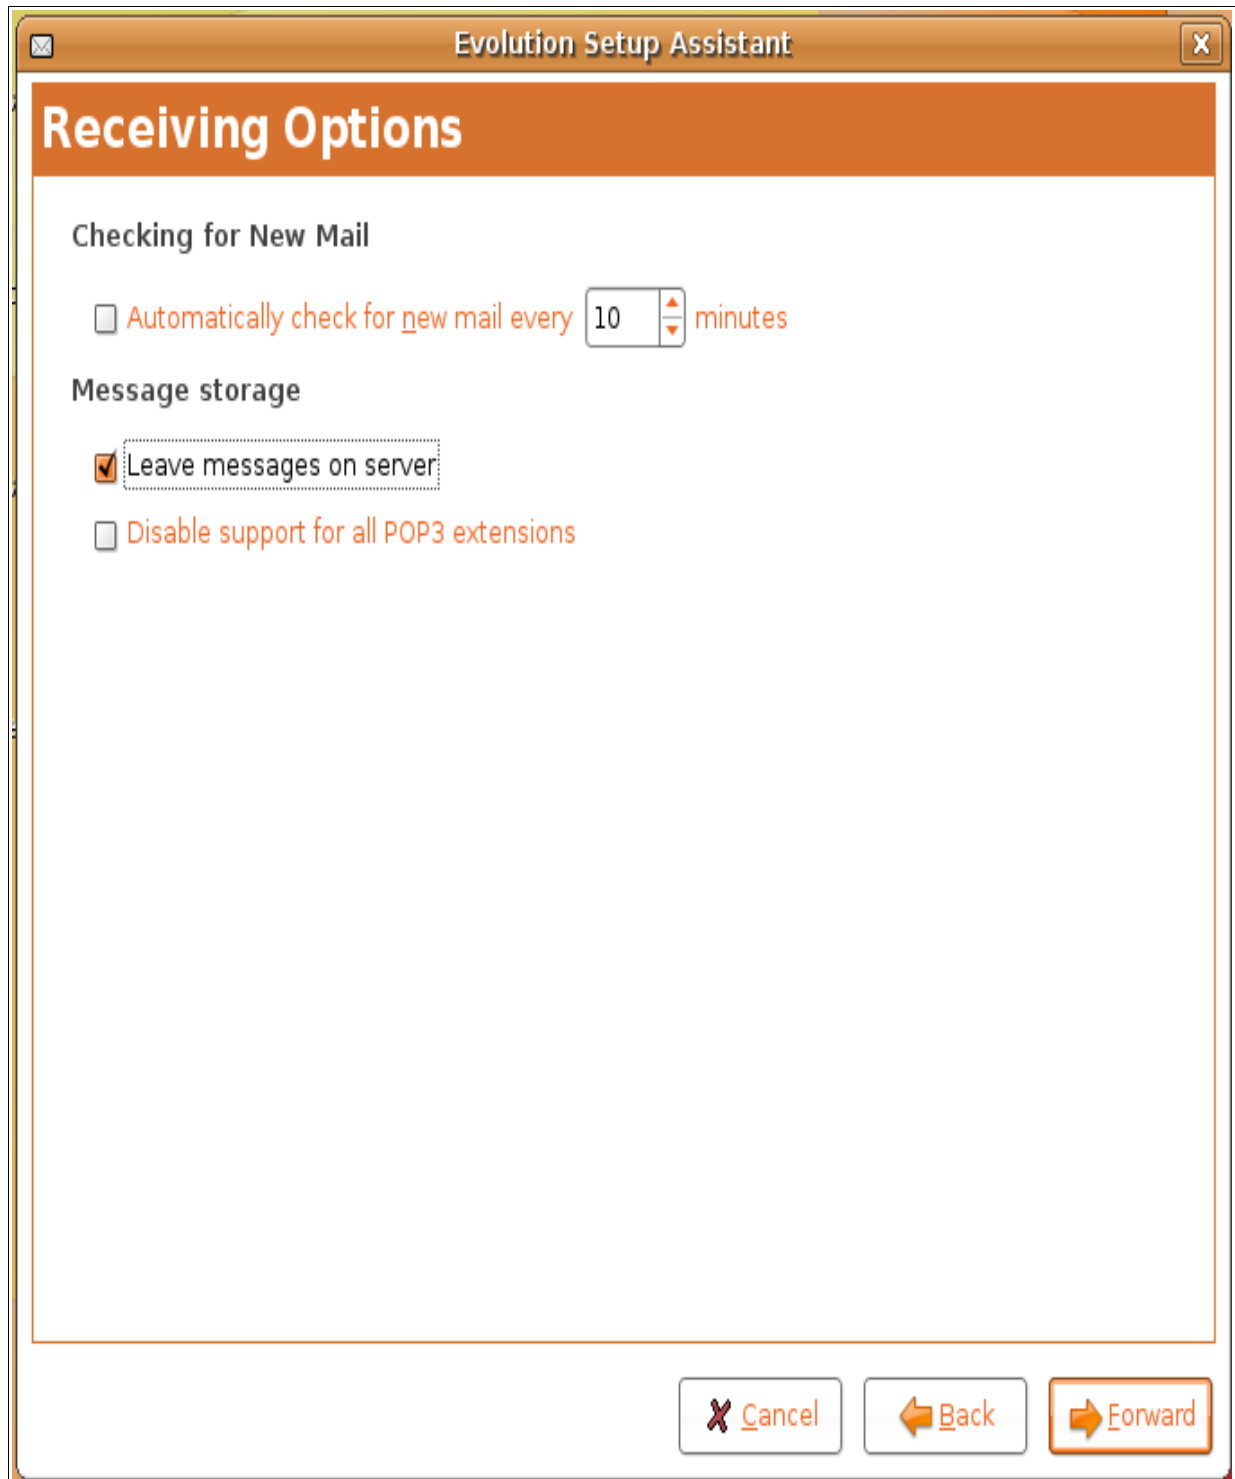 Evolution Setup Assistant
Receiving Options
Checking for New Mail
Automatically check for new mail every 10 minutes
Message storage
Leave messages on server
Disable support for all POP3 extensions
Cancel Back Forward